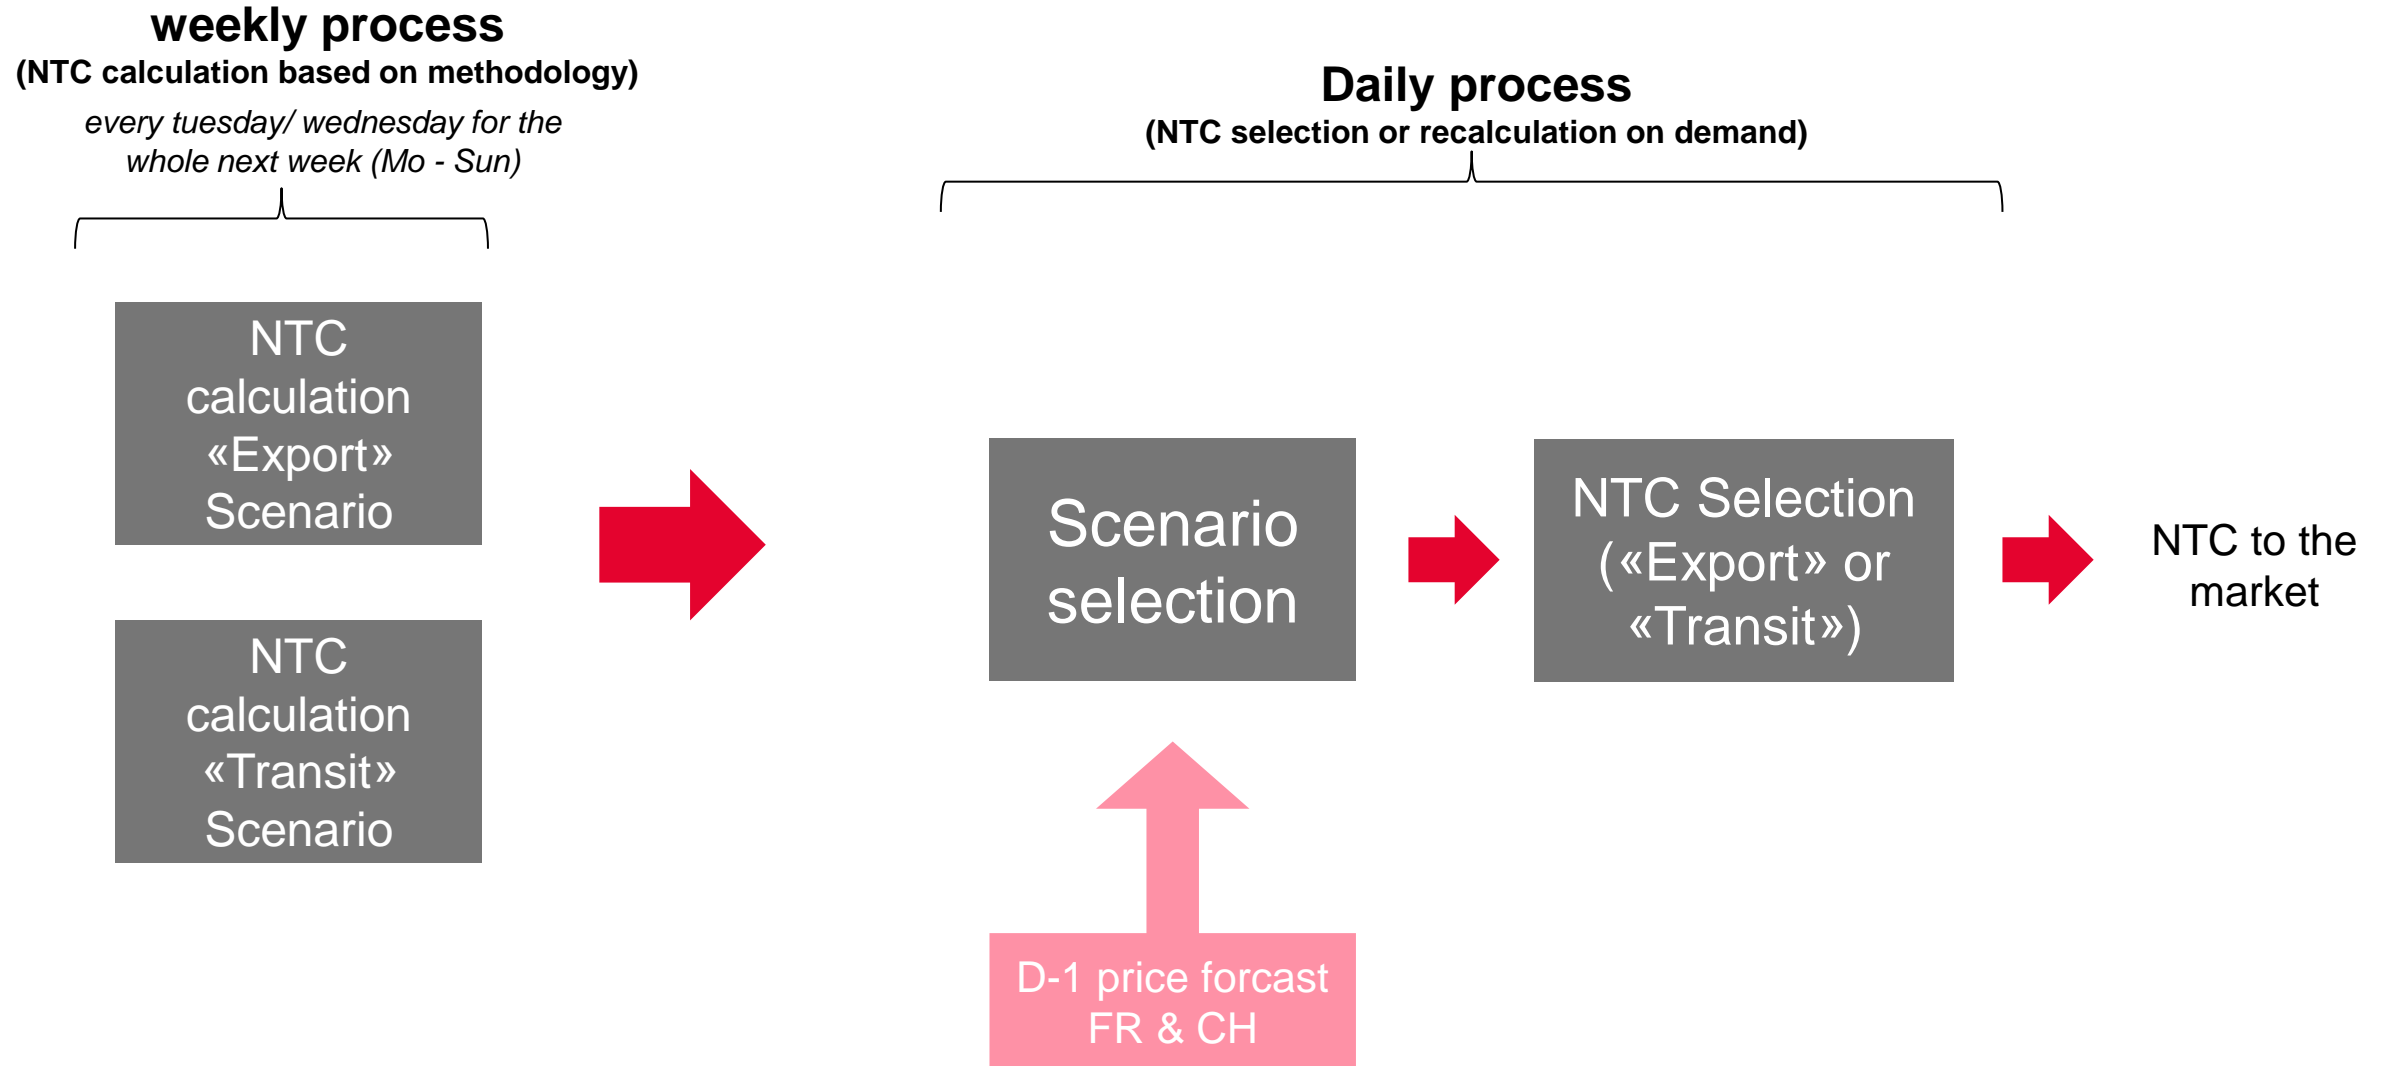 weekly process
(NTC calculation based on methodology)
every tuesday/ wednesday for the
whole next week (Mo - Sun)
NTC
calculation
«Export»
Scenario
NTC
calculation
«Transit»
Scenario
Daily process
(NTC selection or recalculation on demand)
Scenario
selection
NTC Selection
(«Export» or
«Transit»)
NTC to the
market
D-1 price forcast
FR & CH